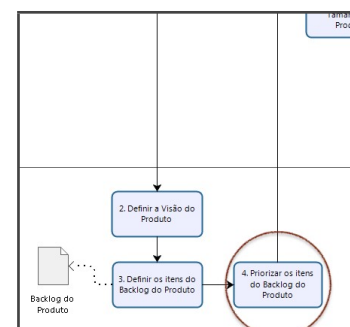 2. Definir a Visão do
Produto
3. Definir os itens do
Backlog do Produto
4. Priorizar os itens
do Backlog do
Produto
Backlog do
Produto